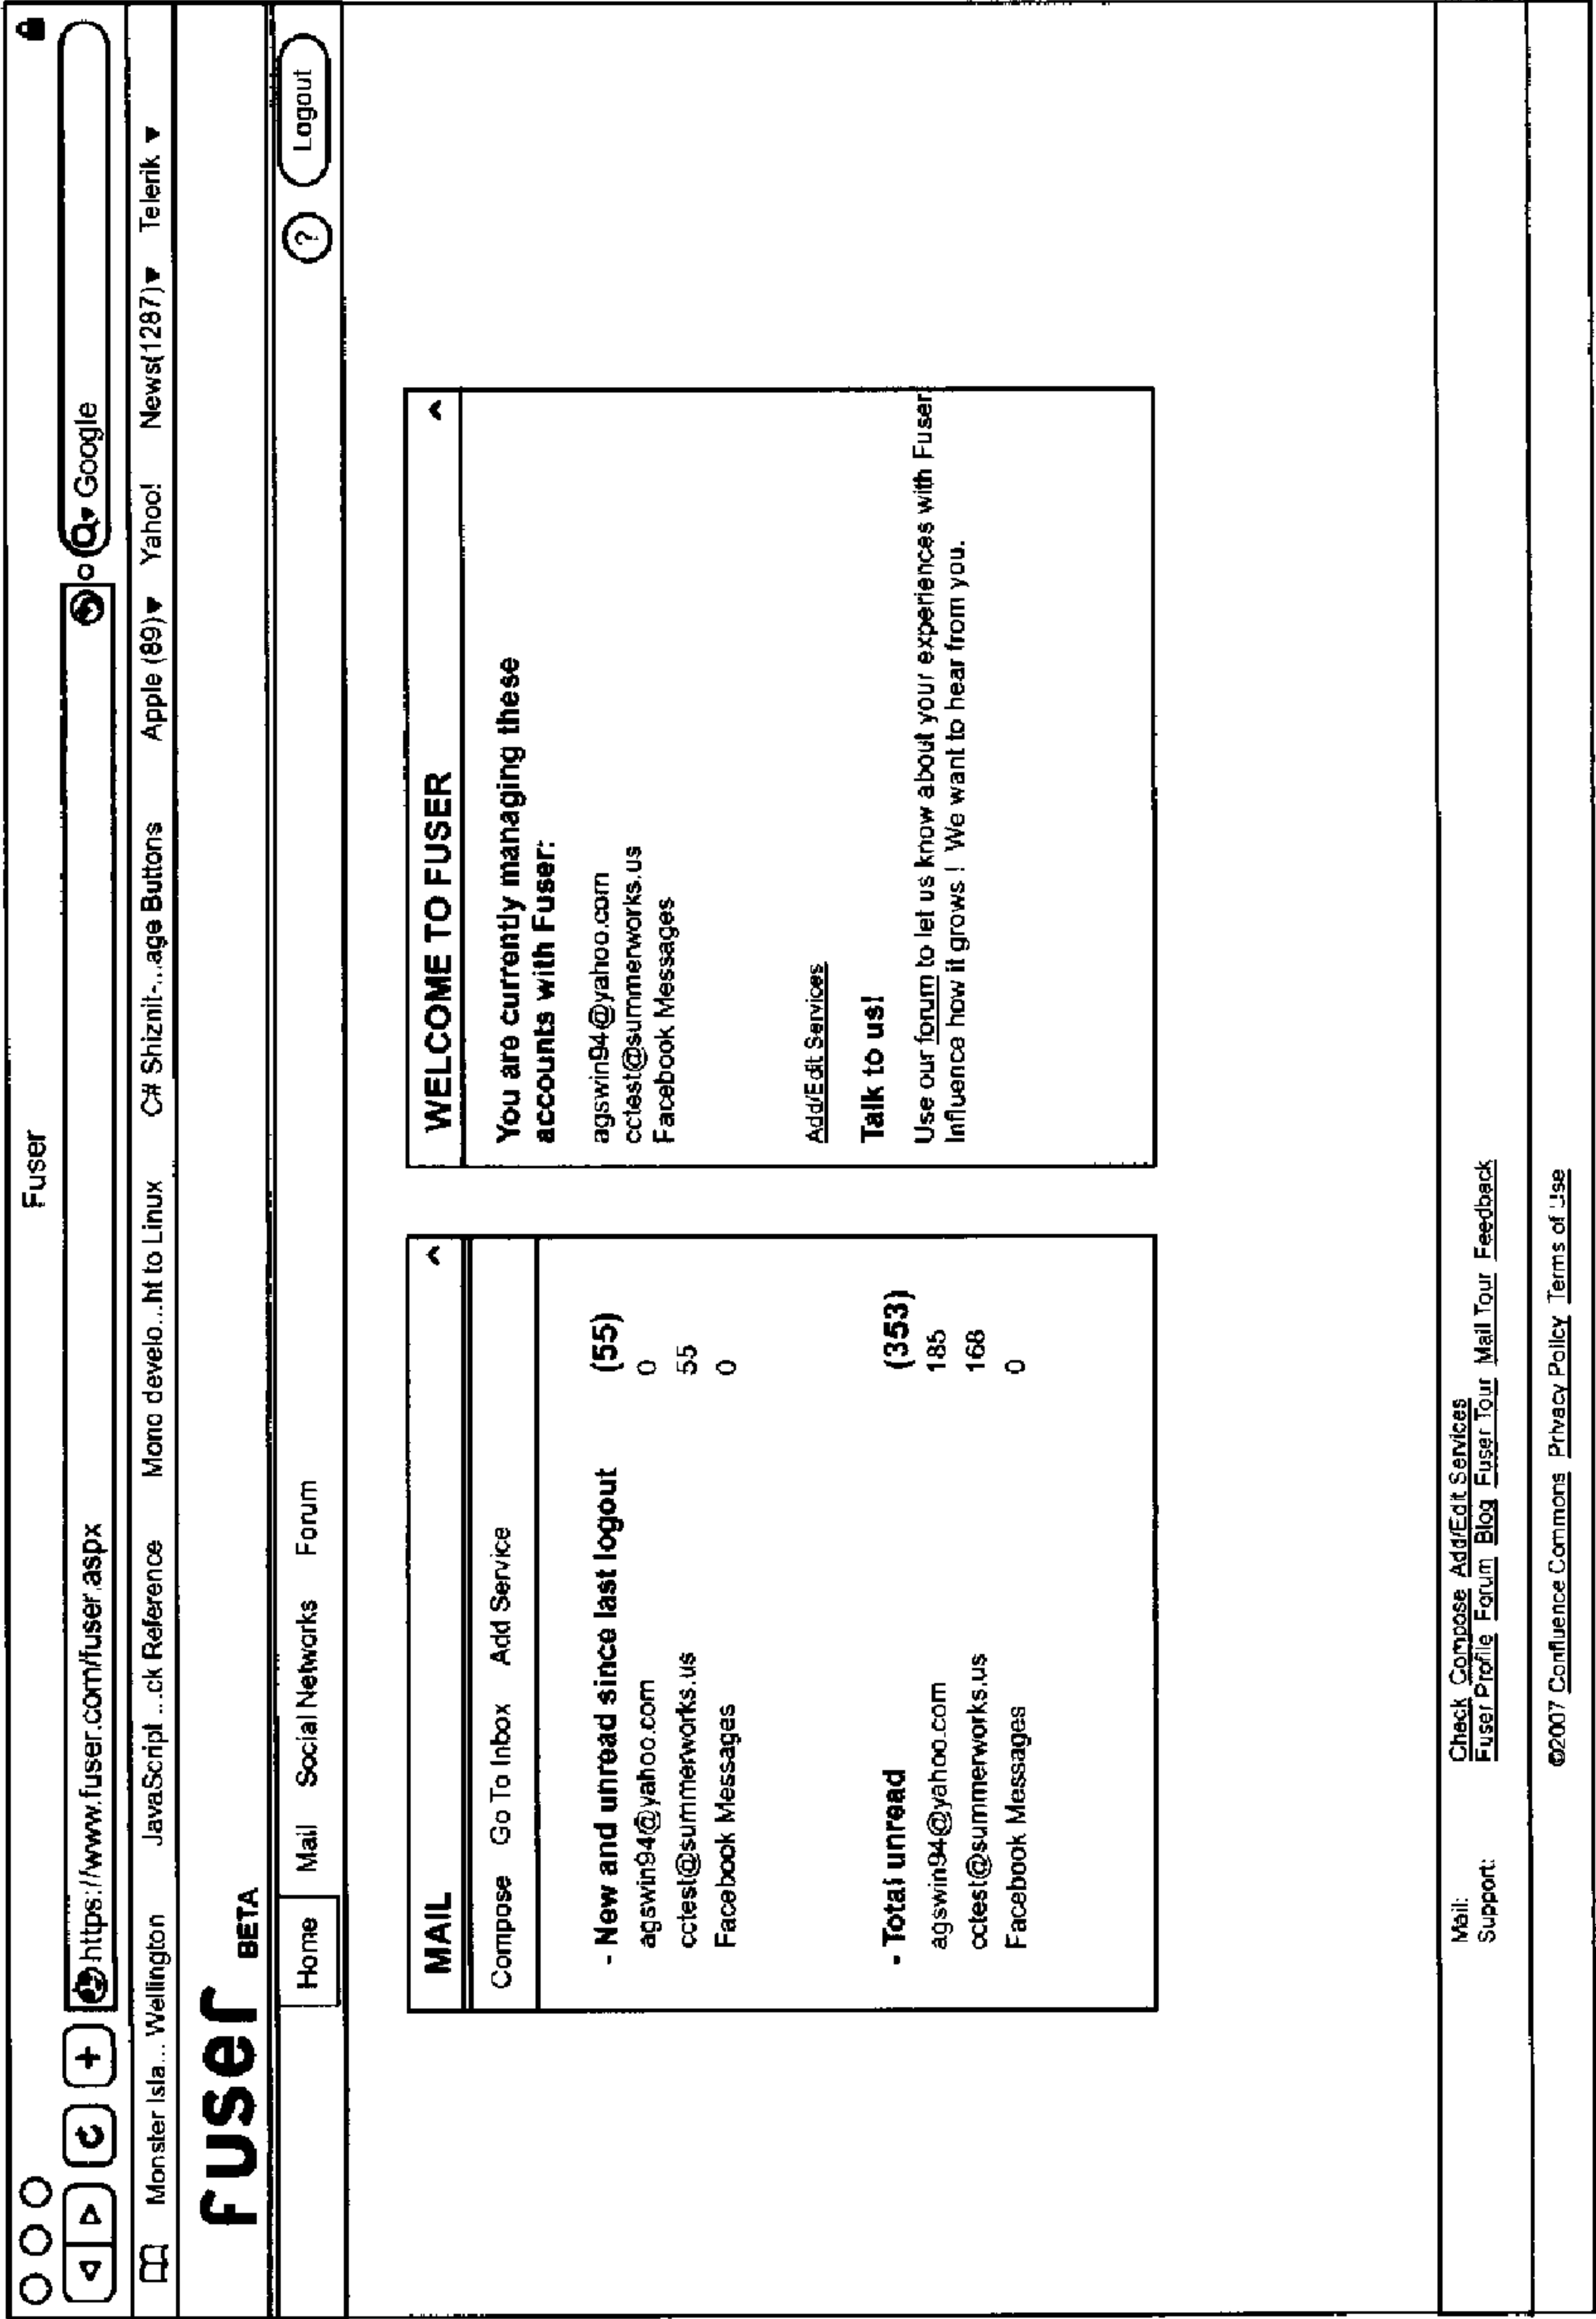 Fuser
https://www.fuser.com/fuser.aspx Google
Monster Isla... Wellington JavaScript ...ck Reference Mono develo...ht to Linux C# Shiznit-...age Buttons Apple (89)▾ Yahoo! News(1287)▾ Telerik ▾
fuser BETA
Home Mail Social Networks Forum ? Logout
MAIL
Compose Go To Inbox Add Service
- New and unread since last logout (55)
agswin94@yahoo.com 0
cctest@summerworks.us 55
Facebook Messages 0
- Total unread (353)
agswin94@yahoo.com 185
cctest@summerworks.us 168
Facebook Messages 0
WELCOME TO FUSER
You are currently managing these
accounts with Fuser:
agswin94@yahoo.com
cctest@summerworks.us
Facebook Messages
Add/Edit Services
Talk to us!
Use our forum to let us know about your experiences with Fuser.
Influence how it grows ! We want to hear from you.
Mail: Check Compose Add/Edit Services
Support: Fuser Profile Forum Blog Fuser Tour Mail Tour Feedback
©2007 Confluence Commons Privacy Policy Terms of Use